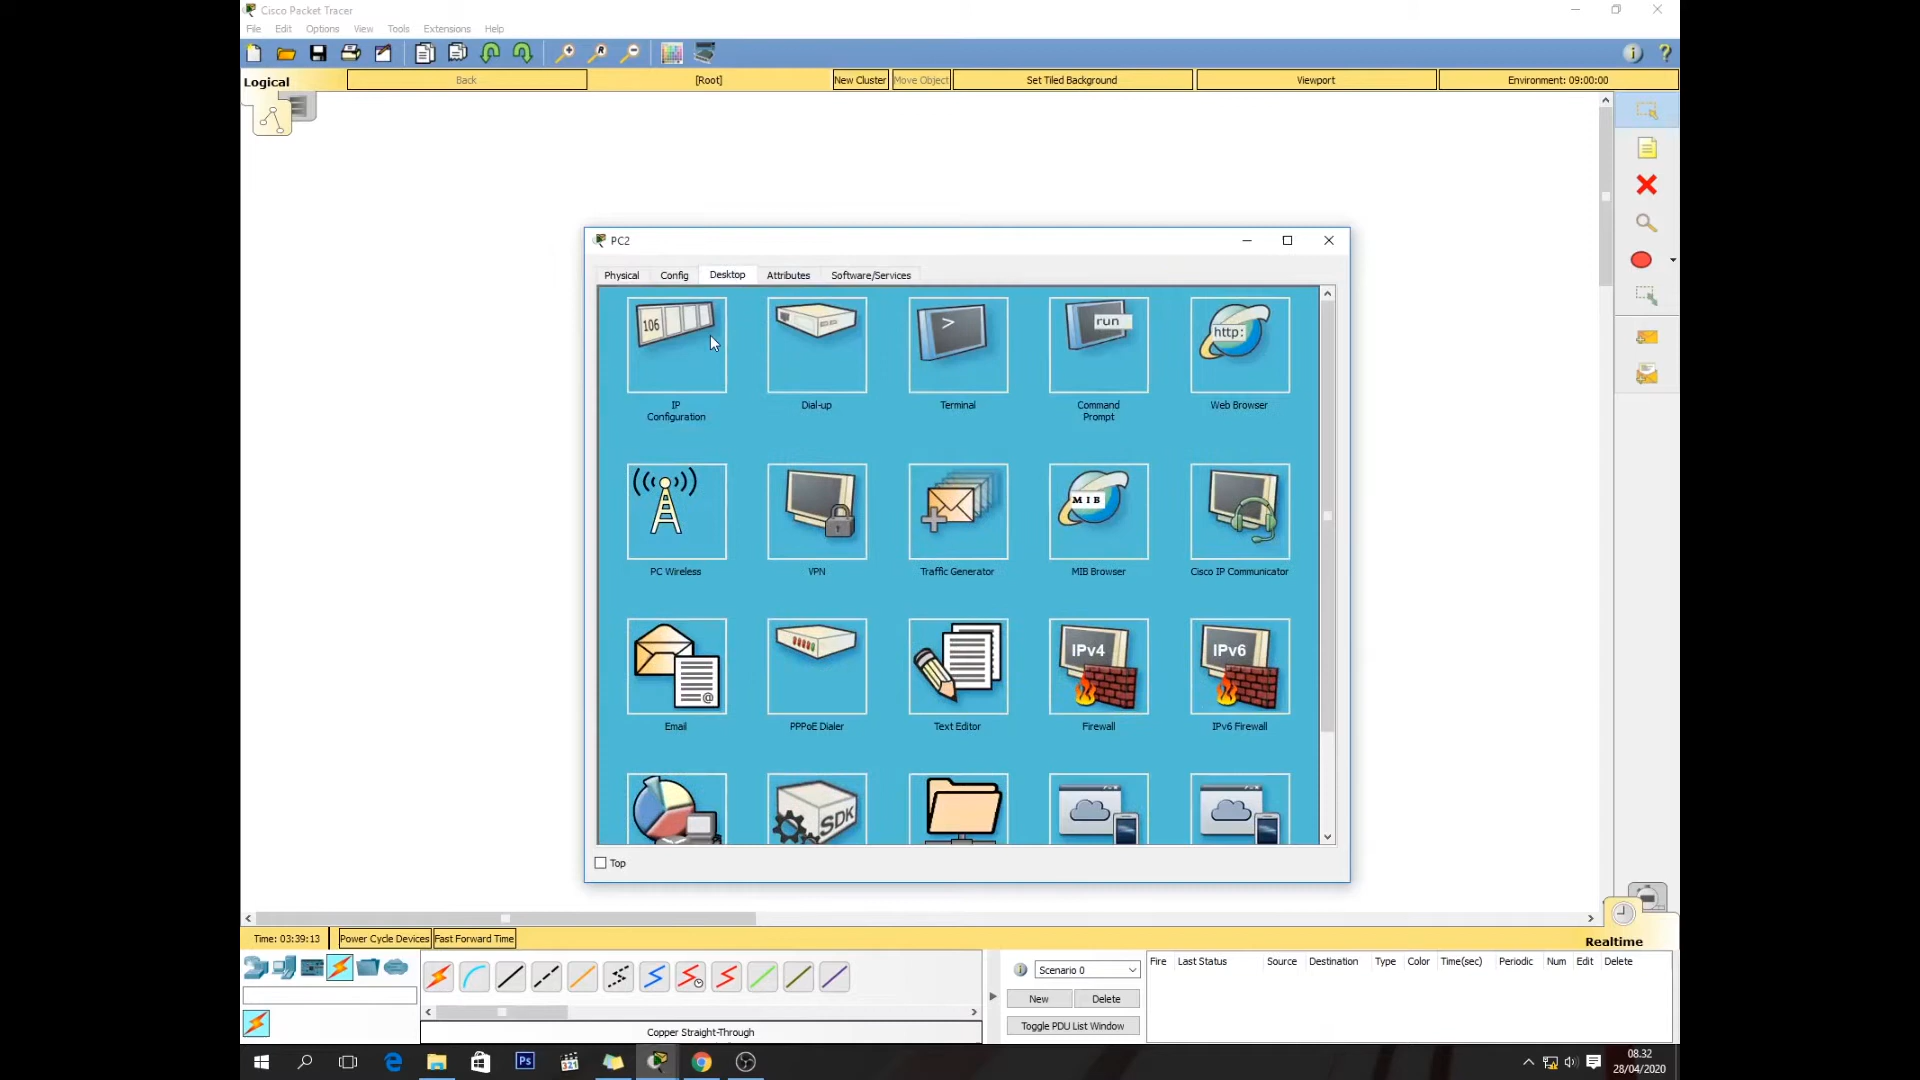 Cisco Packet Tracer
File Edit Options View Tools Extensions Help
Logical Back [Root] New Cluster Move Object Set Tiled Background Viewport Environment: 09:00:00
PC2
Physical Config Desktop Attributes Software/Services
106 > run http:
IP Configuration
Dial-up
Terminal
Command Prompt
Web Browser
MIB
PC Wireless VPN Traffic Generator MIB Browser Cisco IP Communicator
@ IPv4 IPv6
Email PPPoE Dialer Text Editor Firewall IPv6 Firewall
SDK
Top
Time: 03:39:13 Power Cycle Devices Fast Forward Time Realtime
Scenario 0
Fire Last Status Source Destination Type Color Time(sec) Periodic Num Edit Delete
New Delete
Toggle PDU List Window
Copper Straight-Through
Ps 321
08.32
28/04/2020